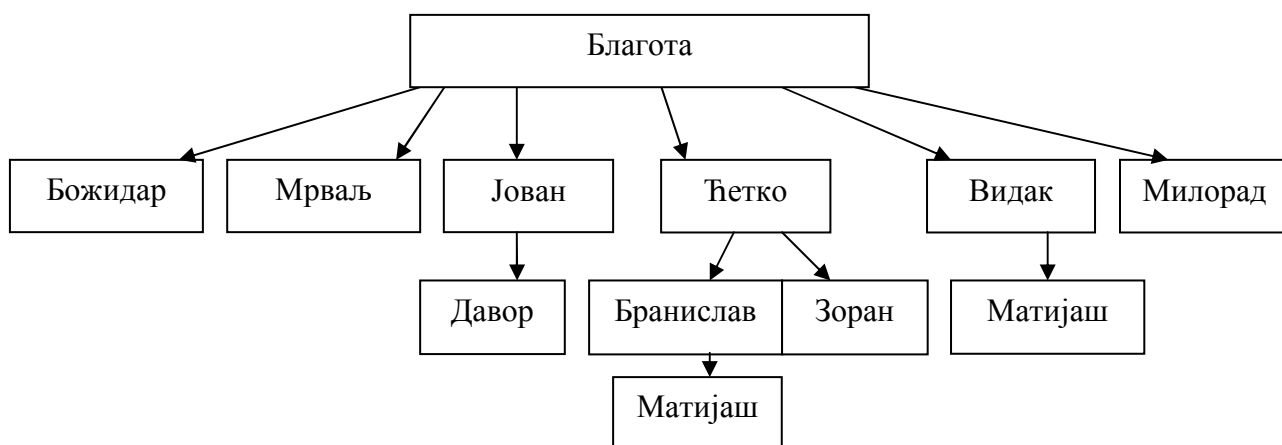 Благота
Божидар
Мрваљ
Јован
Ћетко
Видак
Милорад
Давор
Бранислав
Зоран
Матијаш
Матијаш